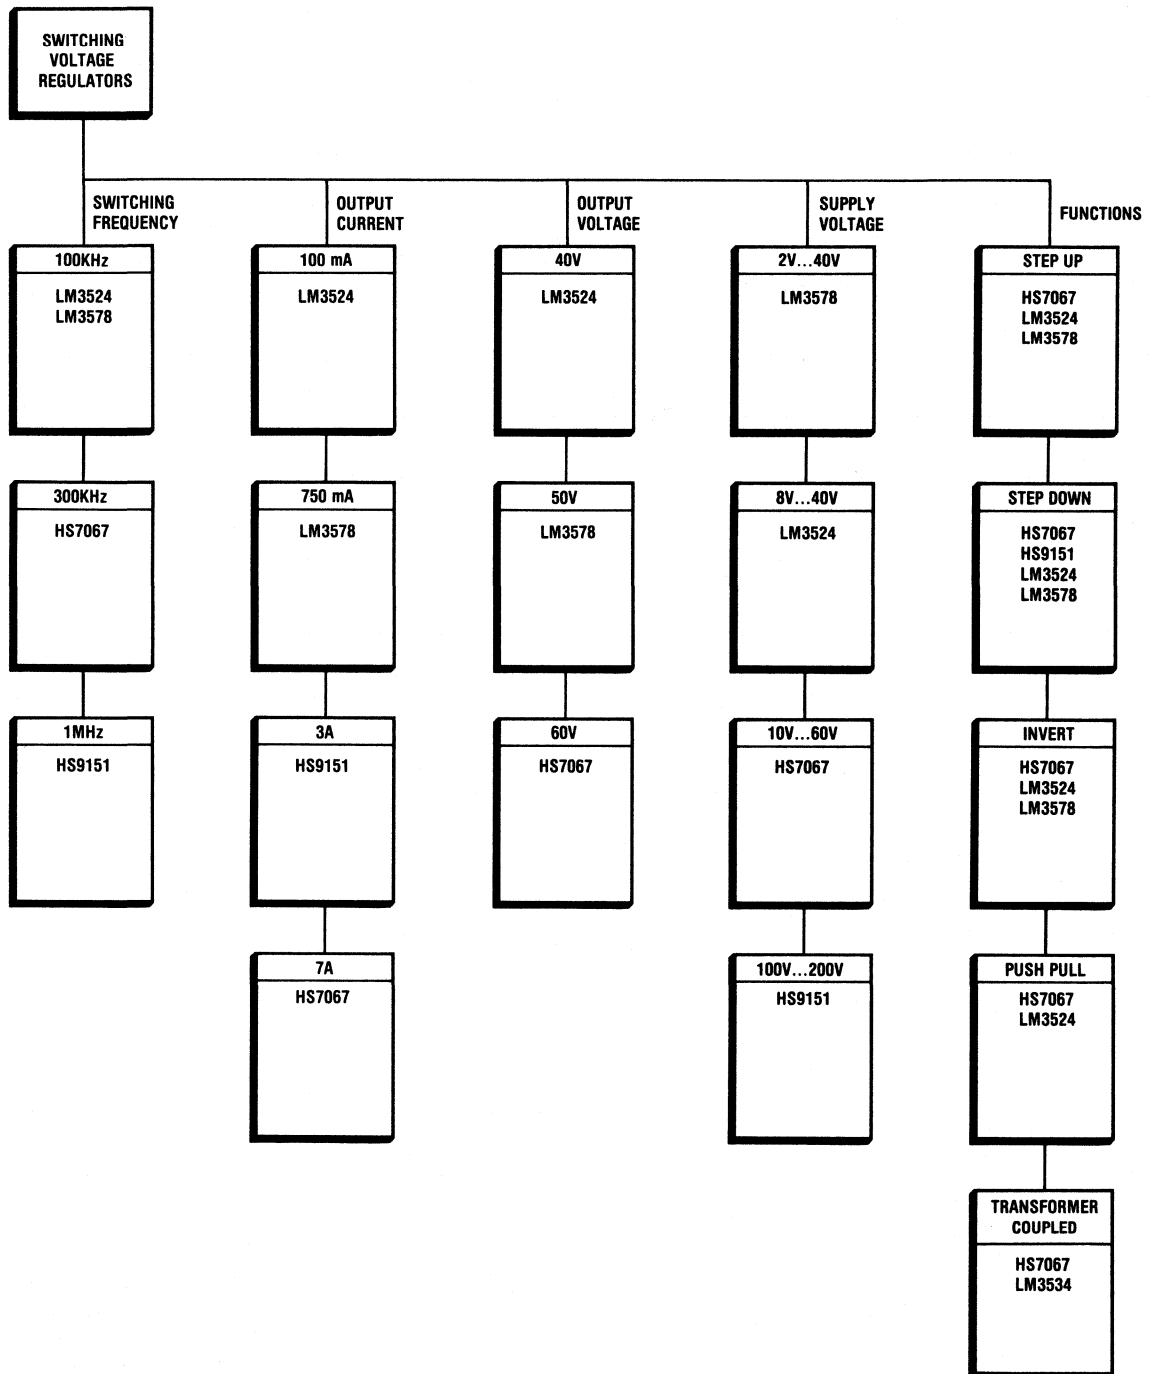 SWITCHING
VOLTAGE
REGULATORS
SWITCHING
FREQUENCY
100KHz
LM3524
LM3578
300KHz
HS7067
1MHz
HS9151
OUTPUT
CURRENT
100 mA
LM3524
750 mA
LM3578
3A
HS9151
7A
HS7067
OUTPUT
VOLTAGE
40V
LM3524
50V
LM3578
60V
HS7067
SUPPLY
VOLTAGE
2V...40V
LM3578
8V...40V
LM3524
10V...60V
HS7067
100V...200V
HS9151
FUNCTIONS
STEP UP
HS7067
LM3524
LM3578
STEP DOWN
HS7067
HS9151
LM3524
LM3578
INVERT
HS7067
LM3524
LM3578
PUSH PULL
HS7067
LM3524
TRANSFORMER
COUPLED
HS7067
LM3534